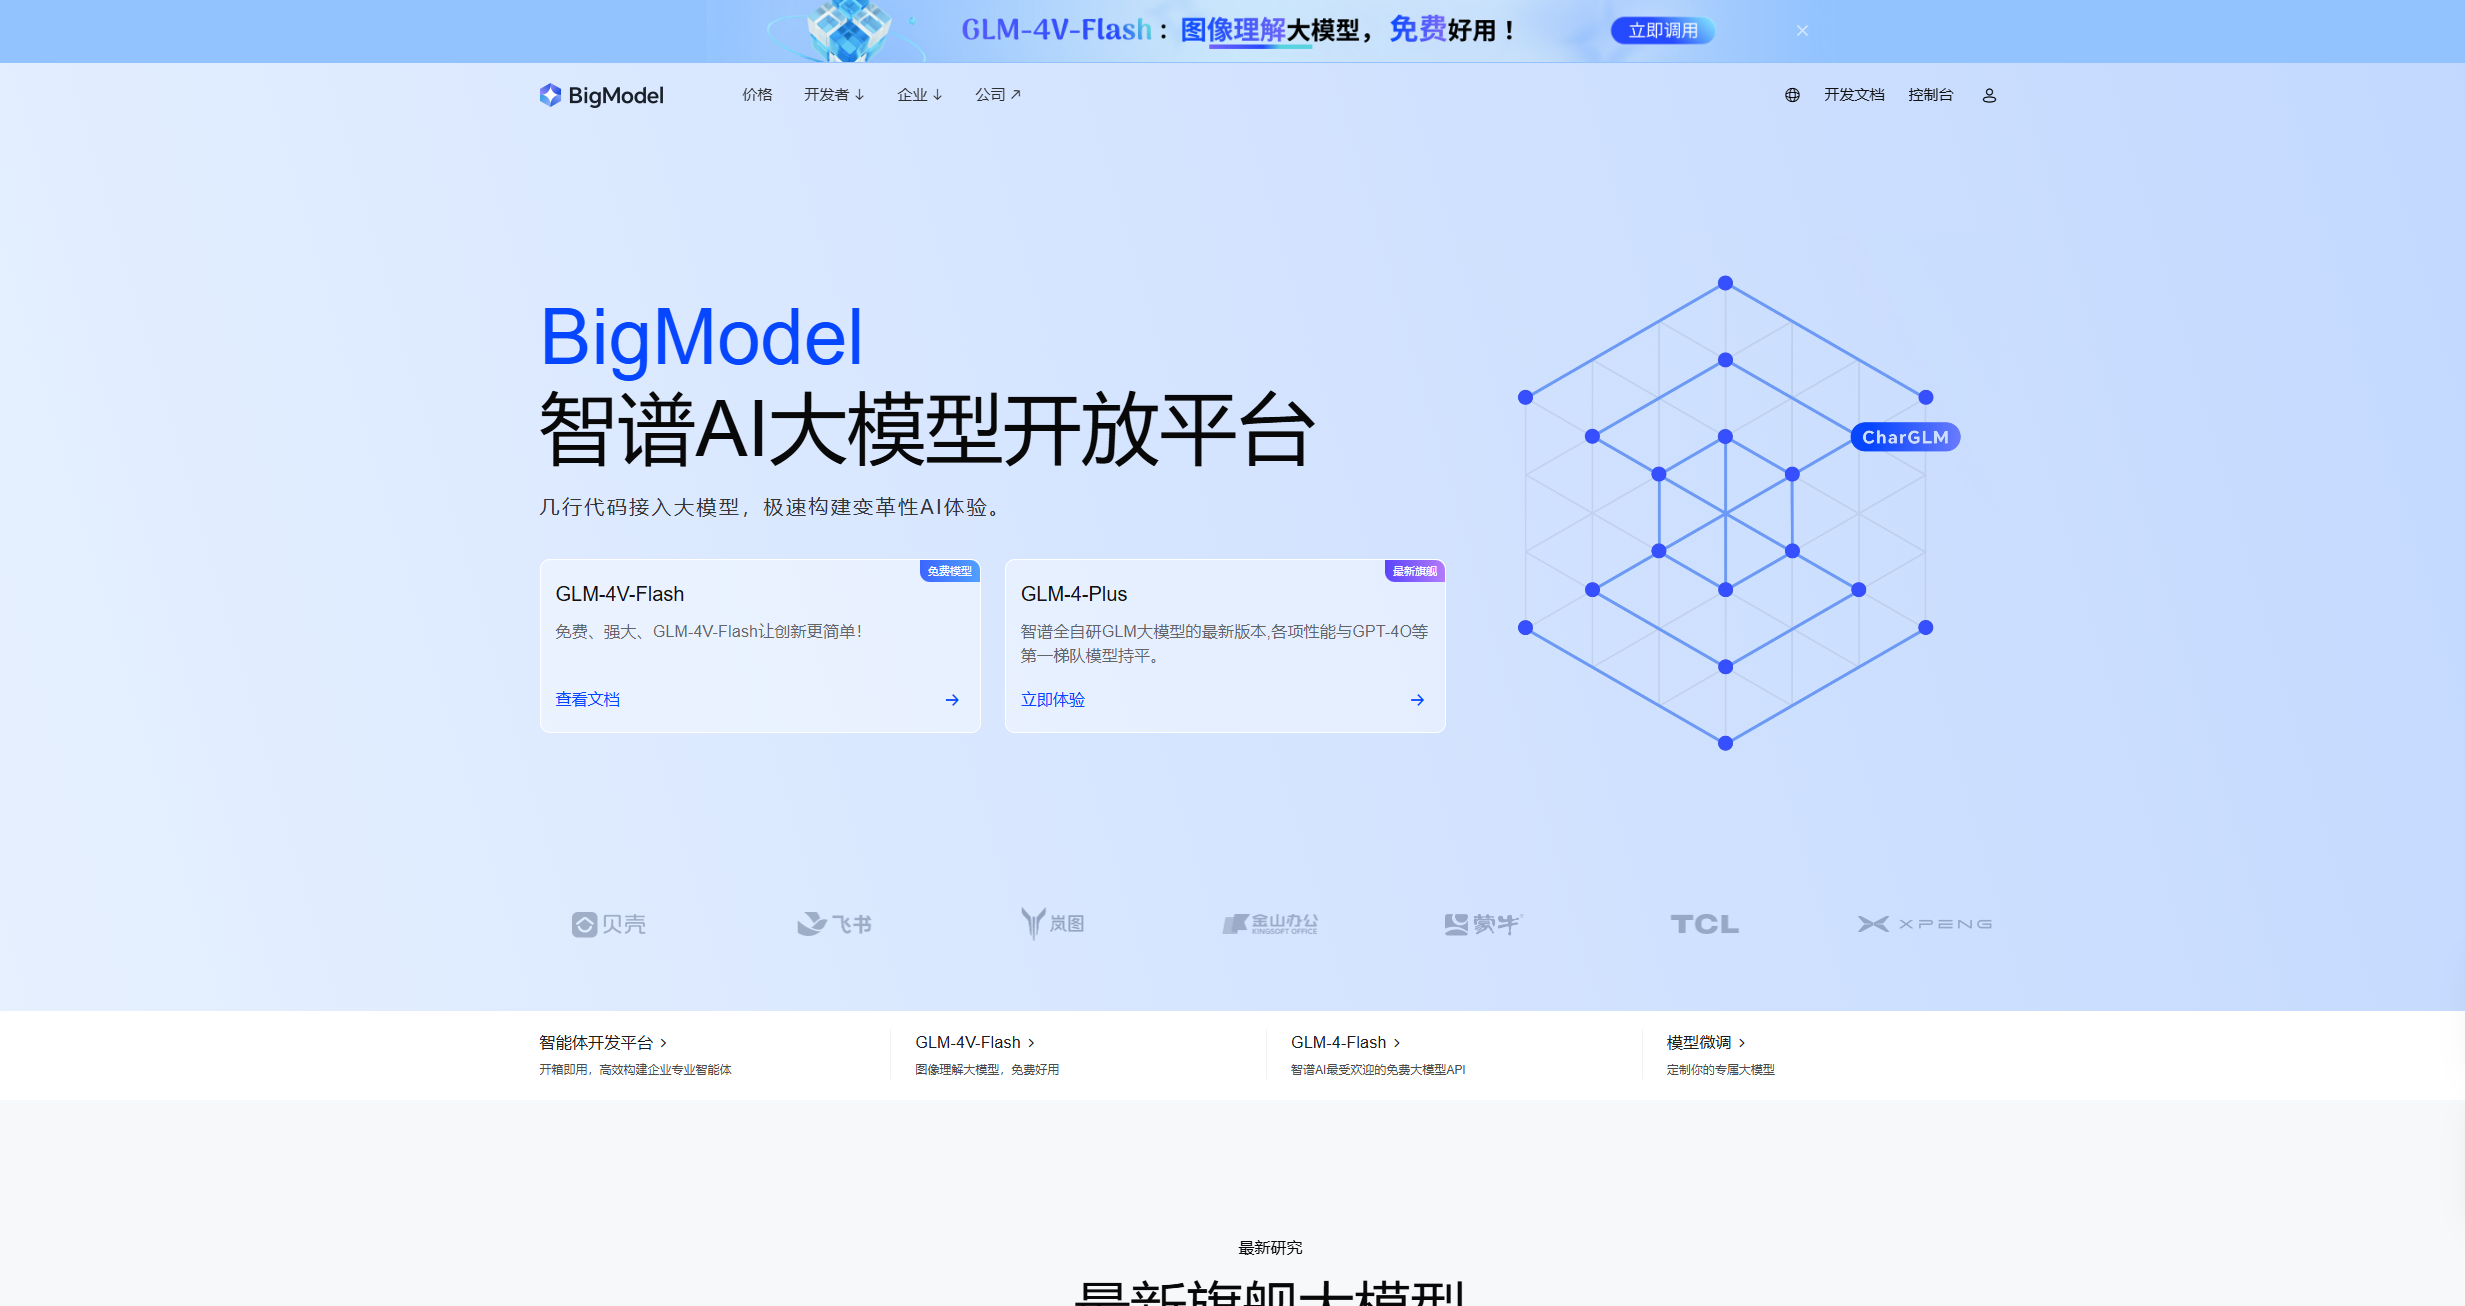 GLM-4V-Flash：图像理解大模型，免费好用！
立即调用
BigModel
价格
开发者
企业
公司
开发文档
控制台
BigModel
智谱AI大模型开放平台
几行代码接入大模型，极速构建变革性AI体验。
CharGLM
免费模型
GLM-4V-Flash
免费、强大、GLM-4V-Flash让创新更简单！
查看文档
最新旗舰
GLM-4-Plus
智谱全自研GLM大模型的最新版本,各项性能与GPT-4O等
第一梯队模型持平。
立即体验
贝壳
飞书
岚图
金山办公
KINGSOFT OFFICE
蒙牛
TCL
XPENG
智能体开发平台
开箱即用，高效构建企业专业智能体
GLM-4V-Flash
图像理解大模型，免费好用
GLM-4-Flash
智谱AI最受欢迎的免费大模型API
模型微调
定制你的专属大模型
最新研究
最新旗舰大模型